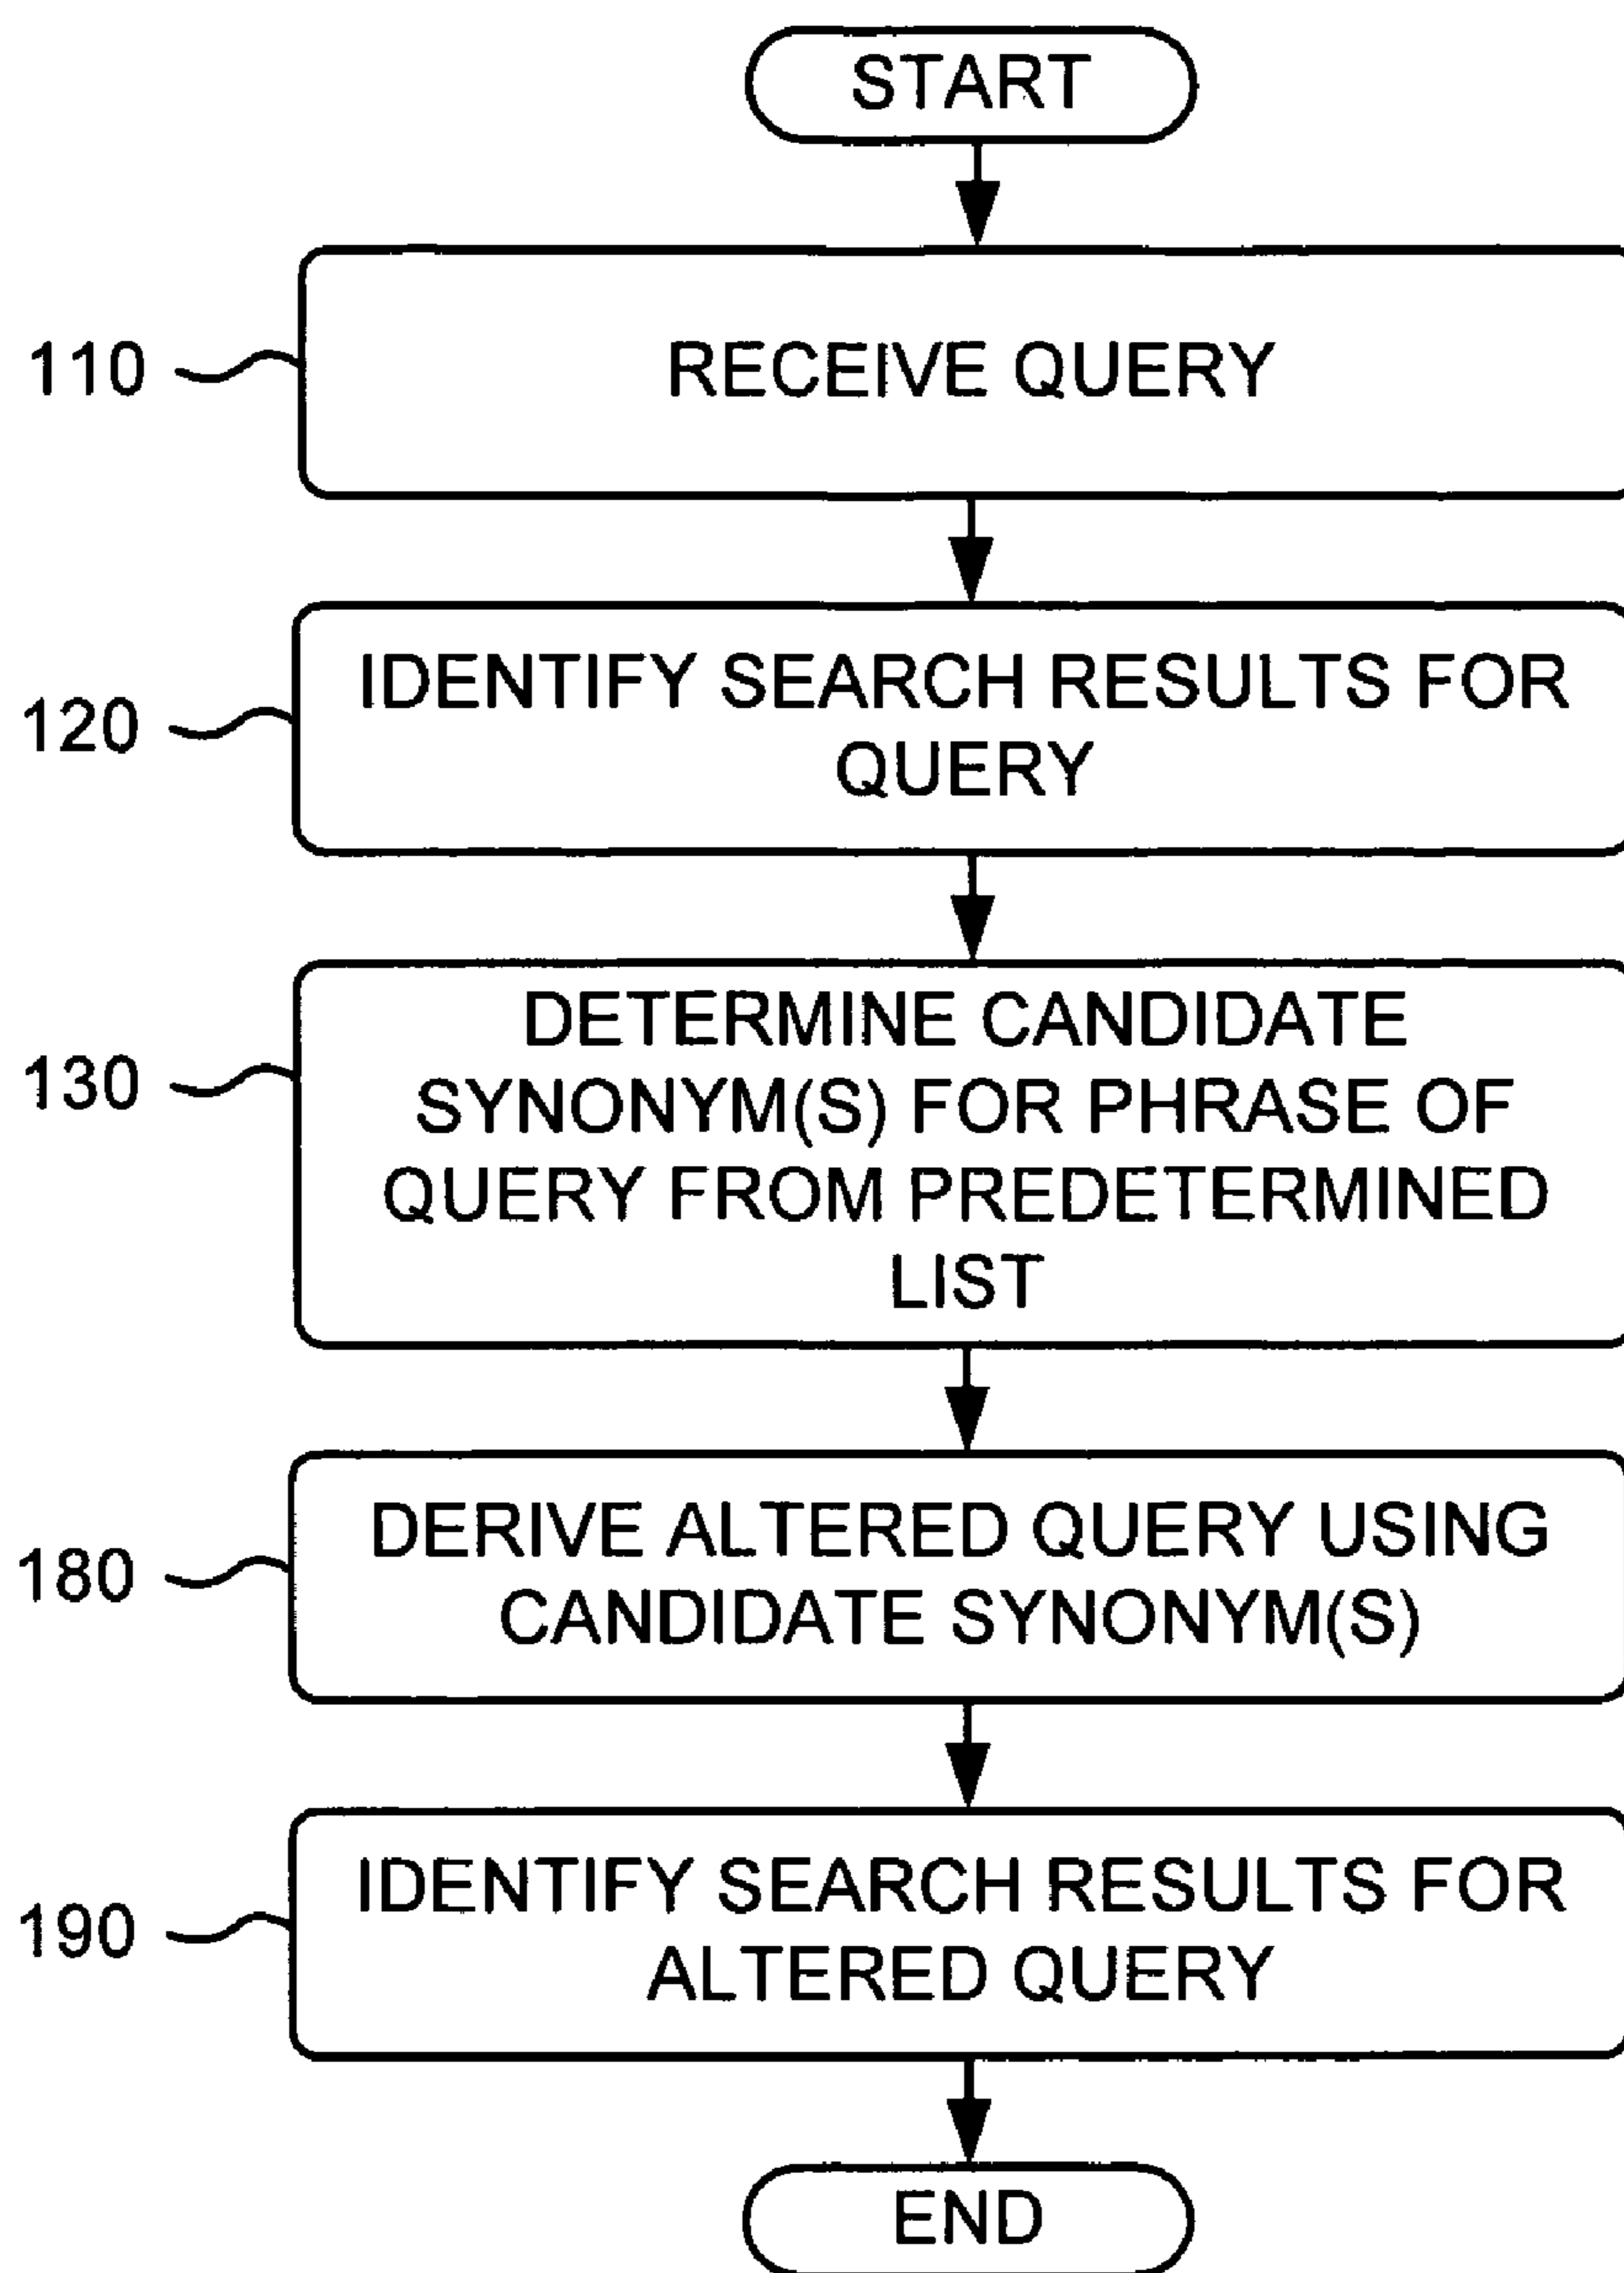 START
110
RECEIVE QUERY
120
IDENTIFY SEARCH RESULTS FOR
QUERY
130
DETERMINE CANDIDATE
SYNONYM(S) FOR PHRASE OF
QUERY FROM PREDETERMINED
LIST
180
DERIVE ALTERED QUERY USING
CANDIDATE SYNONYM(S)
190
IDENTIFY SEARCH RESULTS FOR
ALTERED QUERY
END